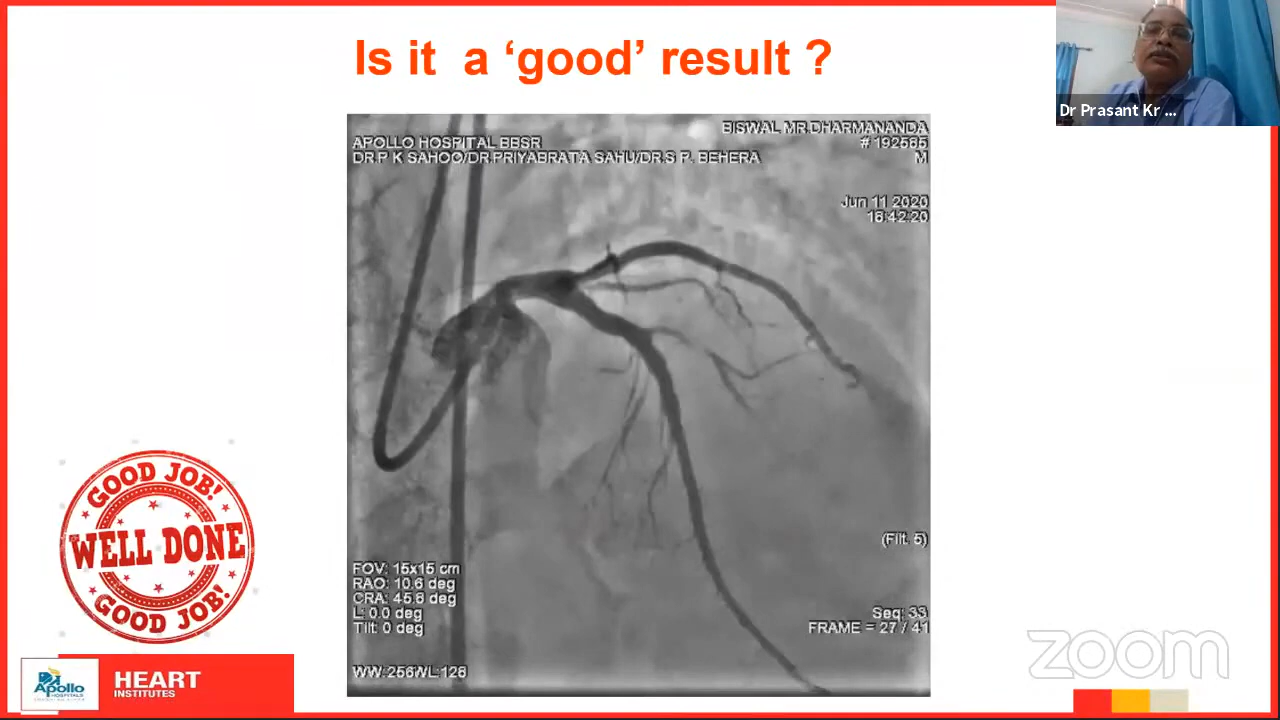 Is it a ‘good’ result ?
Dr Prasant Kr ...
BISWAL MR.DHARMANANDA
APOLLO HOSPITAL BBSR
# 192565
DR.P K SAHOO/DR.PRIYABRATA SAHU/DR.S P. BEHERA
M
Jun 11 2020
16:42:20
(Filt. 5)
FOV: 15x15 cm
RAO: 10.6 deg
CRA: 45.6 deg
L: 0.0 deg
Tilt: 0 deg
Seq: 33
FRAME = 27 / 41
WW:256WL:128
GOOD JOB!
WELL DONE
GOOD JOB!
Apollo
HOSPITALS
HEART
INSTITUTES
zoom